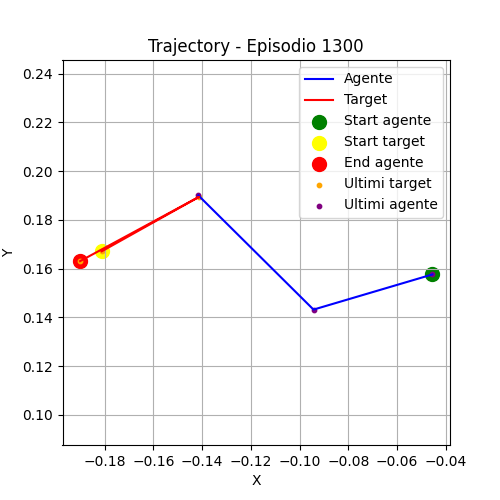 Trajectory - Episodio 1300
Agente
Target
Start agente
Start target
End agente
Ultimi target
Ultimi agente
0.24
0.22
0.20
0.18
0.16
0.14
0.12
0.10
Y
−0.18 −0.16 −0.14 −0.12 −0.10 −0.08 −0.06 −0.04
X